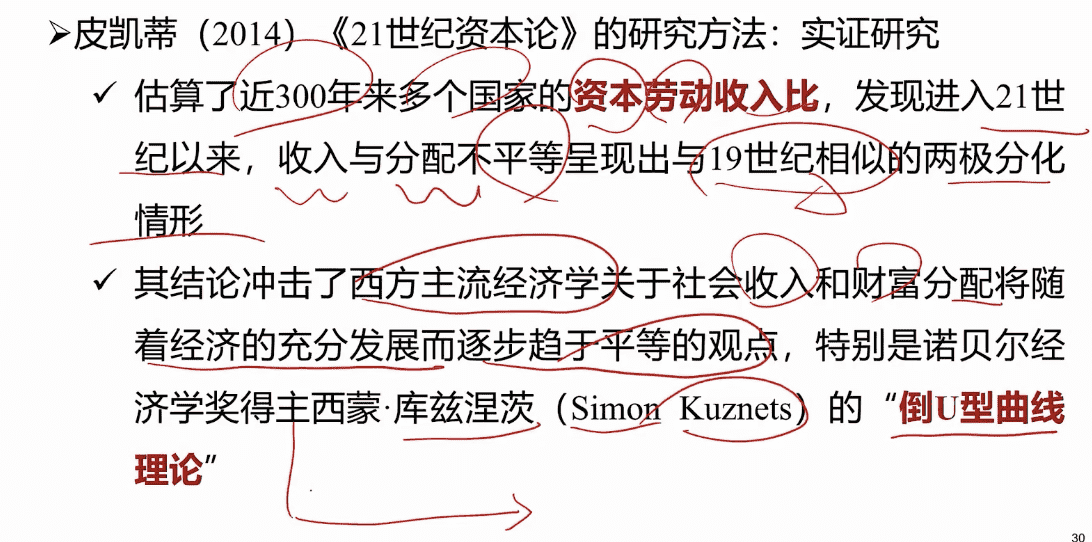 ➢皮凯蒂（2014）《21世纪资本论》的研究方法：实证研究
✓ 估算了近300年来多个国家的资本劳动收入比，发现进入21世
纪以来，收入与分配不平等呈现出与19世纪相似的两极分化
情形
✓ 其结论冲击了西方主流经济学关于社会收入和财富分配将随
着经济的充分发展而逐步趋于平等的观点，特别是诺贝尔经
济学奖得主西蒙·库兹涅茨（Simon Kuznets）的“倒U型曲线
理论”
30